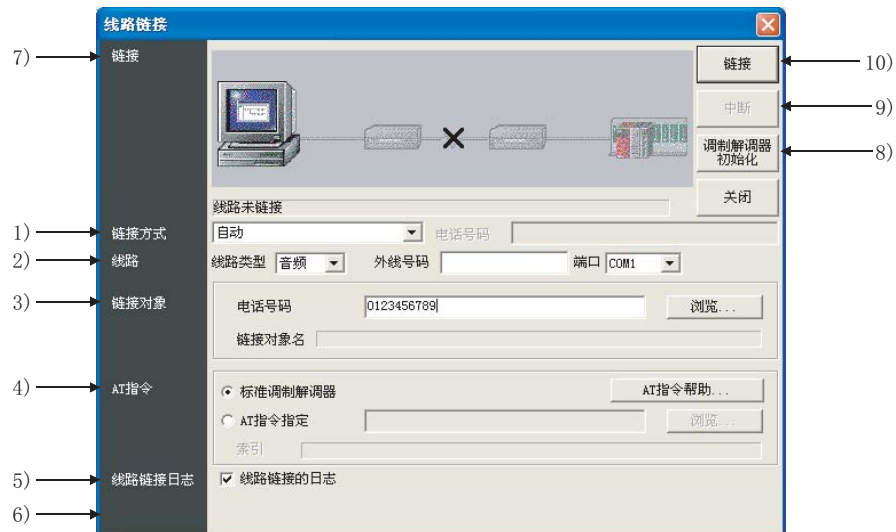 线路链接
7) 链接
链接 10)
中断 9)
调制解调器
初始化 8)
关闭
线路未链接
1) 链接方式 自动 电话号码
2) 线路 线路类型 音频 外线号码 端口 COM1
3) 链接对象 电话号码 0123456789 浏览...
链接对象名
4) AT指令 标准调制解调器 AT指令帮助...
AT指令指定 浏览...
索引
5) 线路链接日志 线路链接的日志
6)